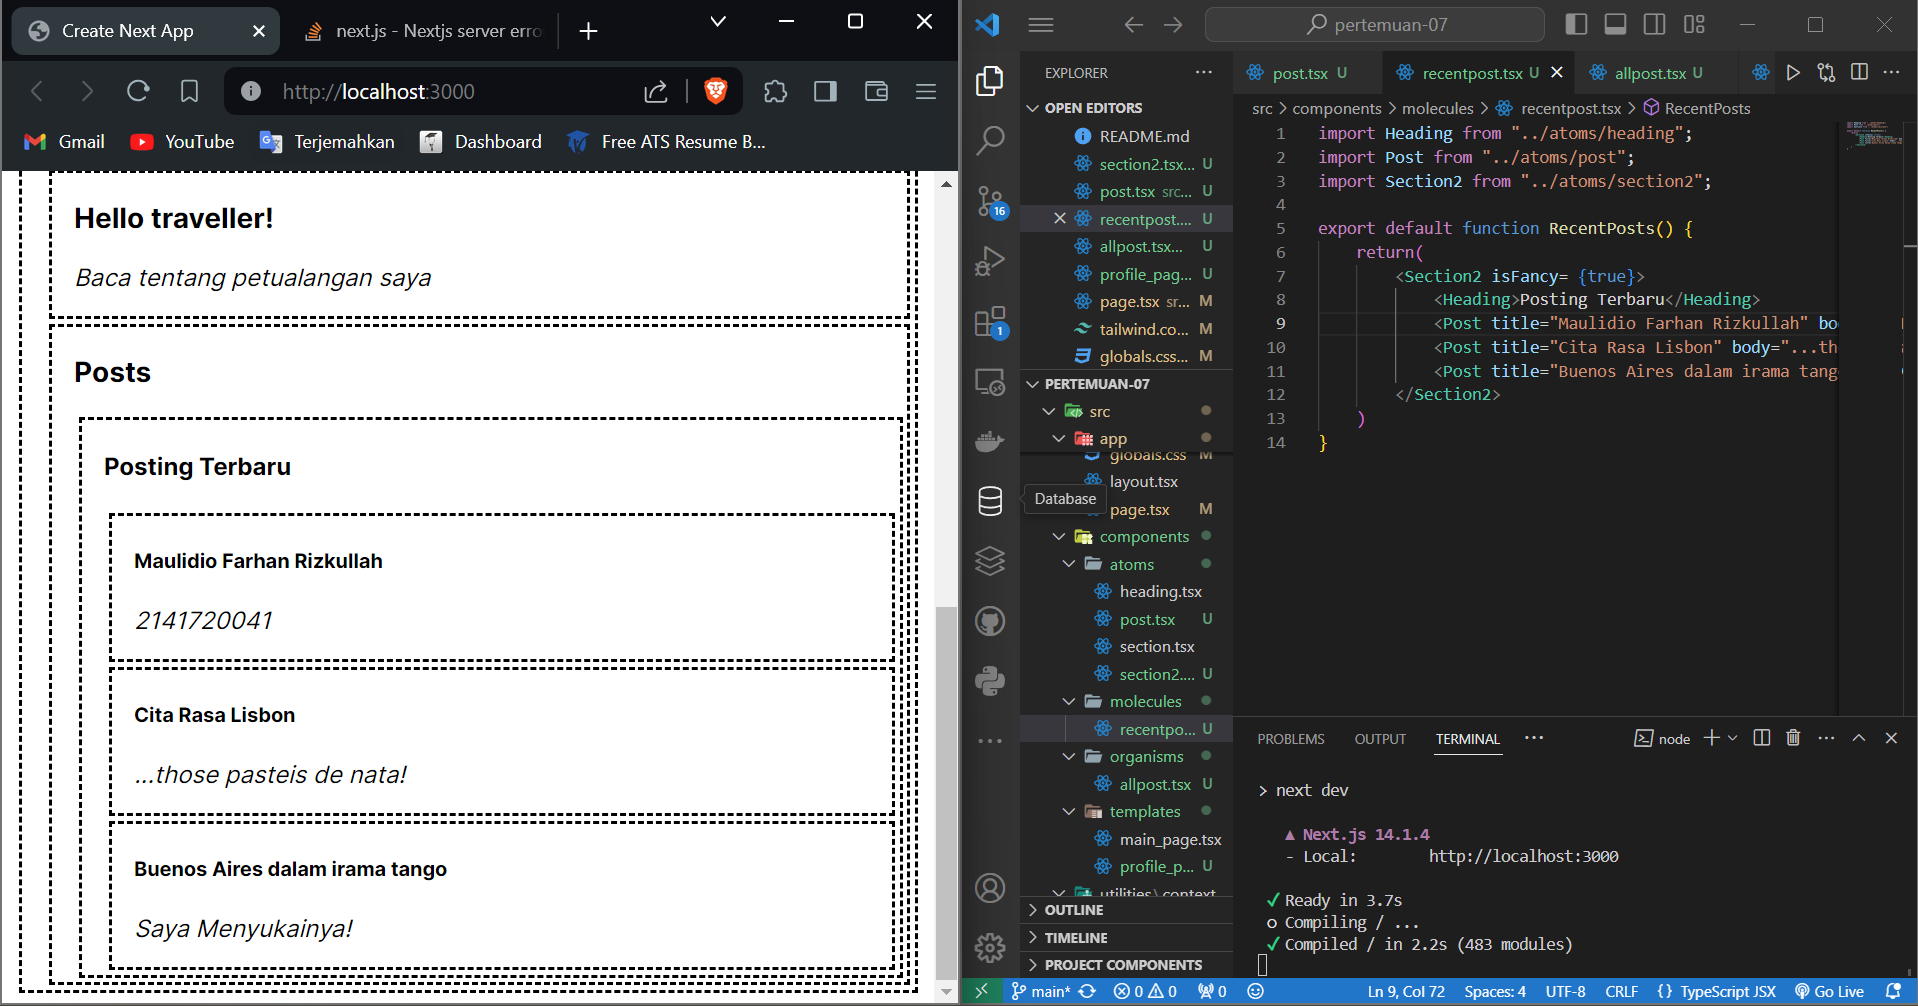 Create Next App
next.js - Nextjs server erro
http://localhost:3000
Gmail
YouTube
Terjemahkan
Dashboard
Free ATS Resume B...
Hello traveller!
Baca tentang petualangan saya
Posts
Posting Terbaru
Maulidio Farhan Rizkullah
2141720041
Cita Rasa Lisbon
...those pasteis de nata!
Buenos Aires dalam irama tango
Saya Menyukainya!
pertemuan-07
EXPLORER
OPEN EDITORS
README.md
section2.tsx... U
post.tsx src... U
recentpost.... U
allpost.tsx... U
profile_pag... U
page.tsx sr... M
tailwind.co... M
globals.css... M
PERTEMUAN-07
src
app
globals.css M
layout.tsx
page.tsx M
components
atoms
heading.tsx
post.tsx U
section.tsx
section2.... U
molecules
recentpo... U
organisms
allpost.tsx U
templates
main_page.tsx
profile_p... U
utilities\context
OUTLINE
TIMELINE
PROJECT COMPONENTS
16
1
Database
post.tsx U
recentpost.tsx U
allpost.tsx U
src > components > molecules > recentpost.tsx > RecentPosts
1 import Heading from "../atoms/heading";
2 import Post from "../atoms/post";
3 import Section2 from "../atoms/section2";
4
5 export default function RecentPosts() {
6 return(
7 <Section2 isFancy= {true}>
8 <Heading>Posting Terbaru</Heading>
9 <Post title="Maulidio Farhan Rizkullah" bo
10 <Post title="Cita Rasa Lisbon" body="...th
11 <Post title="Buenos Aires dalam irama tang
12 </Section2>
13 )
14 }
PROBLEMS OUTPUT TERMINAL
node
> next dev
▲ Next.js 14.1.4
- Local: http://localhost:3000
✓ Ready in 3.7s
○ Compiling / ...
✓ Compiled / in 2.2s (483 modules)
main* 0 0 0
Ln 9, Col 72 Spaces: 4 UTF-8 CRLF {} TypeScript JSX Go Live